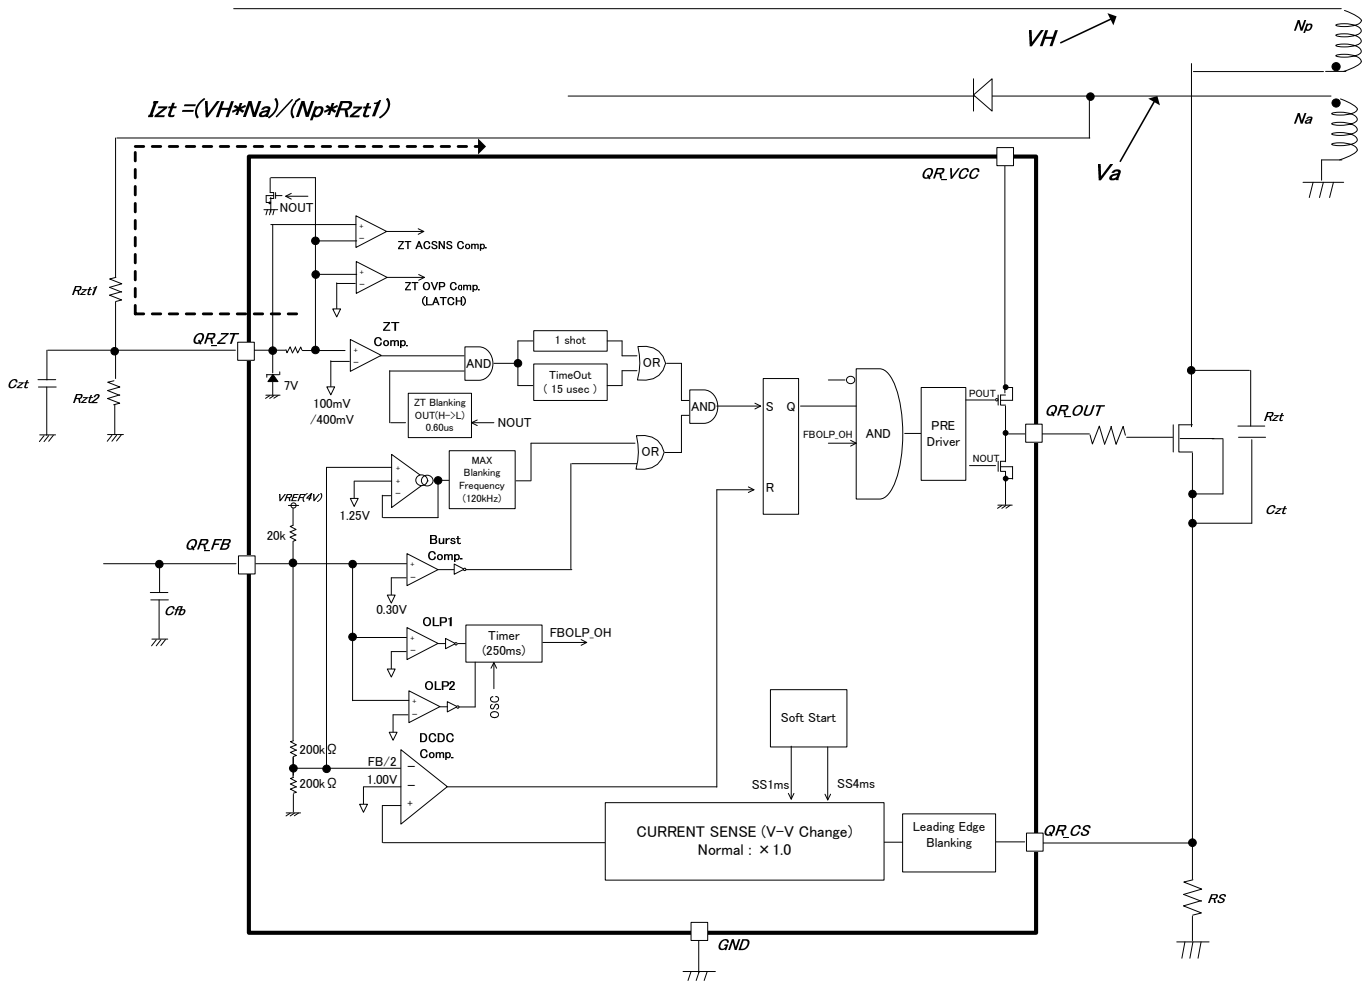 Np
VH
Izt =(VH*Na)/(Np*Rzt1)
Na
Va
QR_VCC
NOUT
ZT ACSNS Comp.
ZT OVP Comp.
(LATCH)
Rzt1
QR_ZT
ZT
Comp.
1 shot
AND
OR
TimeOut
( 15 usec )
Czt
Rzt2
7V
100mV
/400mV
ZT Blanking
OUT(H->L)
0.60us
NOUT
AND
S
Q
FBOLP_OH
R
AND
PRE
Driver
POUT
NOUT
QR_OUT
Rzt
Czt
OR
MAX
Blanking
Frequency
(120kHz)
1.25V
VREF(4V)
20k
QR_FB
Cfb
Burst
Comp.
0.30V
OLP1
Timer
(250ms)
FBOLP_OH
OLP2
OSC
200kΩ
200kΩ
DCDC
Comp.
FB/2
1.00V
Soft Start
SS1ms
SS4ms
CURRENT SENSE (V-V Change)
Normal : ×1.0
Leading Edge
Blanking
QR_CS
RS
GND